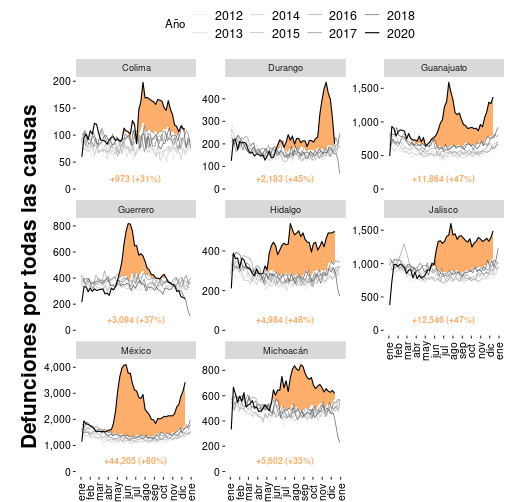 Año
2012 2014 2016 2018
2013 2015 2017 2020
Defunciones por todas las causas
Colima
200
150
100
50
0
+973 (+31%)
Durango
400
300
200
100
0
+2,183 (+45%)
Guanajuato
1,500
1,000
500
0
+11,864 (+47%)
Guerrero
800
600
400
200
0
+3,094 (+37%)
Hidalgo
400
200
0
+4,984 (+48%)
Jalisco
1,500
1,000
500
0
+12,546 (+47%)
ene feb mar abr may jun jul ago sep oct nov dic ene
México
4,000
3,000
2,000
1,000
0
+44,205 (+80%)
ene feb mar abr may jun jul ago sep oct nov dic ene
Michoacán
800
600
400
200
0
+5,602 (+35%)
ene feb mar abr may jun jul ago sep oct nov dic ene